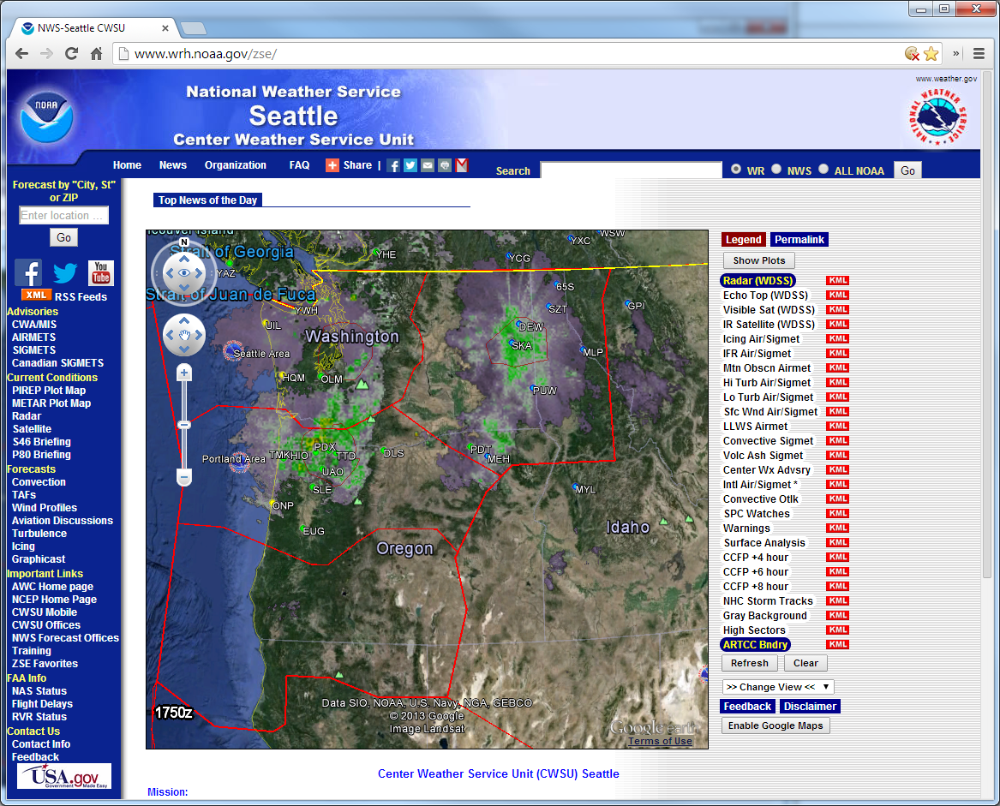 NWS-Seattle CWSU
www.wrh.noaa.gov/zse/
www.weather.gov
NOAA
National Weather Service
Seattle
Center Weather Service Unit
NATIONAL WEATHER SERVICE
Home News Organization FAQ Share | Search WR NWS ALL NOAA Go
Forecast by "City, St"
or ZIP
Enter location ...
Go
You
Tube
XML RSS Feeds
Advisories
CWA/MIS
AIRMETS
SIGMETS
Canadian SIGMETS
Current Conditions
PIREP Plot Map
METAR Plot Map
Radar
Satellite
S46 Briefing
P80 Briefing
Forecasts
Convection
TAFs
Wind Profiles
Aviation Discussions
Turbulence
Icing
Graphicast
Important Links
AWC Home page
NCEP Home Page
CWSU Mobile
CWSU Offices
NWS Forecast Offices
Training
ZSE Favorites
FAA Info
NAS Status
Flight Delays
RVR Status
Contact Us
Contact Info
Feedback
USA.gov
Government Made Easy
Top News of the Day
N
Strait of Georgia
YHE
YXC
WSW
YCG
YAZ
Strait of Juan de Fuca
65S
YWH
SZT
GPI
UIL
Washington
DEW
SKA
MLP
Seattle Area
HQM
OLM
PUW
PDX
Portland Area
TMK
HIO
TTD
DLS
PDT
MEH
UAO
SLE
MYL
ONP
EUG
Oregon
Idaho
1750z
Data SIO, NOAA, U.S. Navy, NGA, GEBCO
© 2013 Google
Image Landsat
Google earth
Terms of Use
Legend Permalink
Show Plots
Radar (WDSS) KML
Echo Top (WDSS) KML
Visible Sat (WDSS) KML
IR Satellite (WDSS) KML
Icing Air/Sigmet KML
IFR Air/Sigmet KML
Mtn Obscn Airmet KML
Hi Turb Air/Sigmet KML
Lo Turb Air/Sigmet KML
Sfc Wnd Air/Sigmet KML
LLWS Airmet KML
Convective Sigmet KML
Volc Ash Sigmet KML
Center Wx Advsry KML
Intl Air/Sigmet * KML
Convective Otlk KML
SPC Watches KML
Warnings KML
Surface Analysis KML
CCFP +4 hour KML
CCFP +6 hour KML
CCFP +8 hour KML
NHC Storm Tracks KML
Gray Background KML
High Sectors KML
ARTCC Bndry KML
Refresh Clear
>> Change View <<
Feedback Disclaimer
Enable Google Maps
Center Weather Service Unit (CWSU) Seattle
Mission: